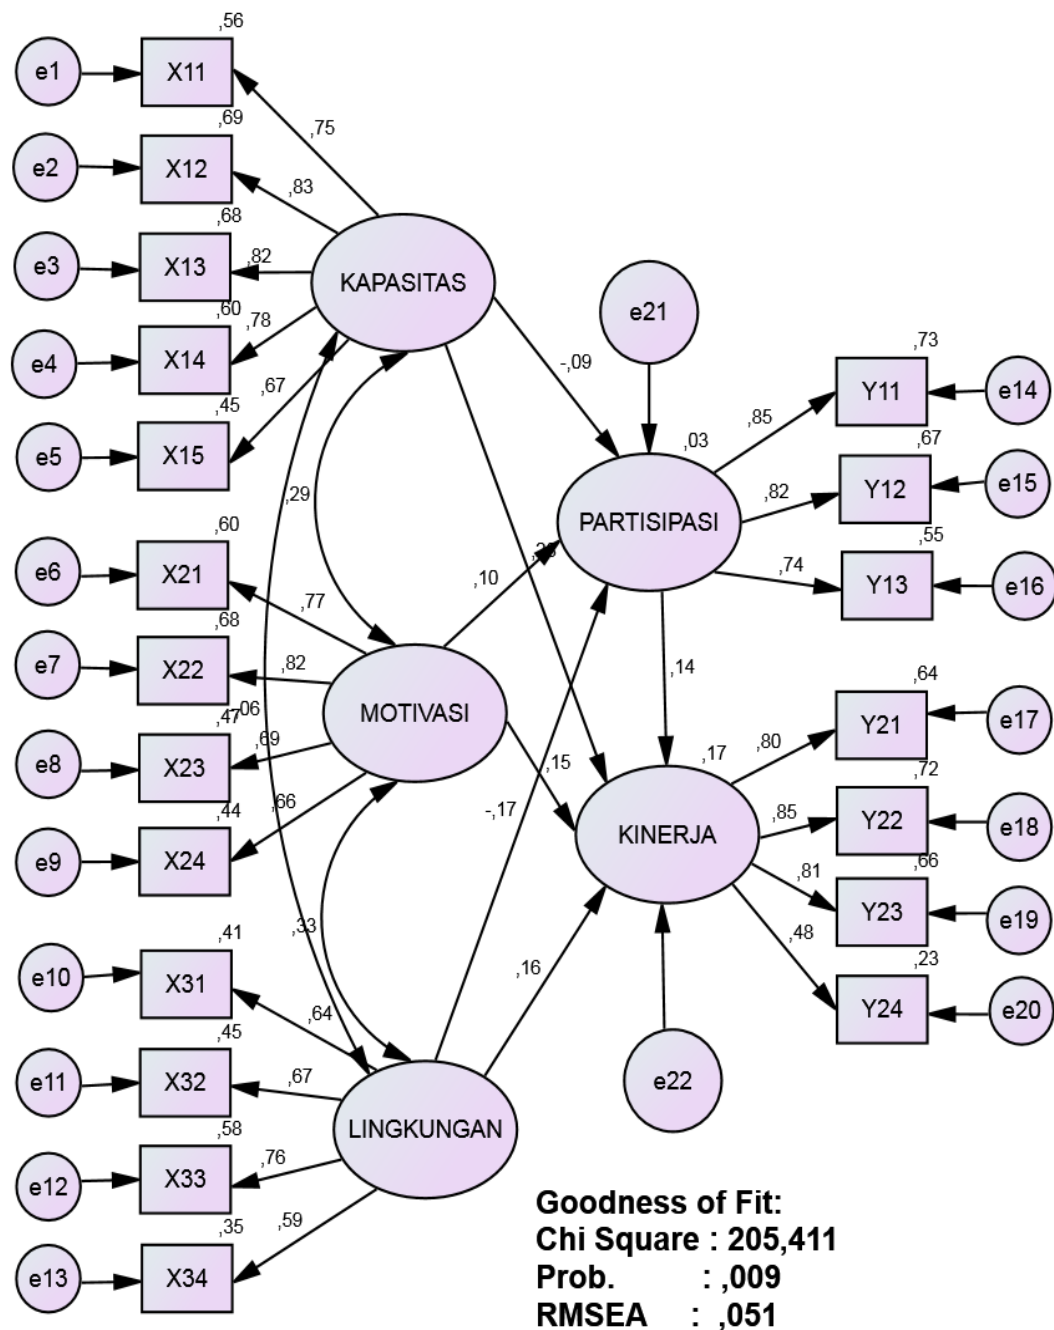 ,56
e1
X11
,75
,69
e2
X12
,83
,68
e3
X13
,82
KAPASITAS
,60
e4
X14
,78
,45
e5
X15
,67
,29
-,09
e21
,03
,73
Y11
e14
,85
,67
Y12
e15
,82
PARTISIPASI
,55
Y13
e16
,74
,60
e6
X21
,77
,10
,68
e7
X22
,82
MOTIVASI
,14
,47
-,06
e8
X23
,69
,44
e9
X24
,66
,15
-,17
,17
,64
Y21
e17
,80
,72
Y22
e18
,85
KINERJA
,66
Y23
e19
,81
,23
Y24
e20
,48
,33
,16
e22
,41
e10
X31
,64
,45
e11
X32
,67
LINGKUNGAN
,58
e12
X33
,76
,35
e13
X34
,59
Goodness of Fit:
Chi Square : 205,411
Prob. : ,009
RMSEA : ,051